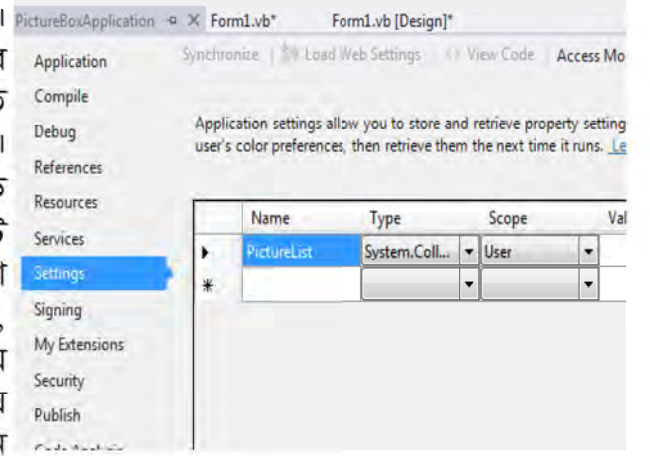 PictureBoxApplication Form1.vb* Form1.vb [Design]*
Synchronize Load Web Settings View Code Access Mo
Application
Compile
Debug
References
Resources
Services
Settings
Signing
My Extensions
Security
Publish
Application settings allow you to store and retrieve property setting
user's color preferences, then retrieve them the next time it runs. Le
Name Type Scope Val
PictureList System.Coll... User